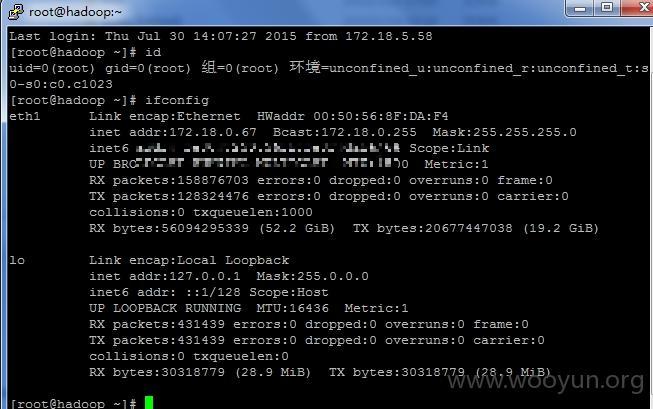 root@hadoop:~
Last login: Thu Jul 30 14:07:27 2015 from 172.18.5.58
[root@hadoop ~]# id
uid=0(root) gid=0(root) 组=0(root) 环境=unconfined_u:unconfined_r:unconfined_t:s
0-s0:c0.c1023
[root@hadoop ~]# ifconfig
eth1      Link encap:Ethernet  HWaddr 00:50:56:8F:DA:F4
          inet addr:172.18.0.67  Bcast:172.18.0.255  Mask:255.255.255.0
          inet6 Scope:Link
          UP Metric:1
          RX packets:158876703 errors:0 dropped:0 overruns:0 frame:0
          TX packets:128324476 errors:0 dropped:0 overruns:0 carrier:0
          collisions:0 txqueuelen:1000
          RX bytes:56094295339 (52.2 GiB)  TX bytes:20677447038 (19.2 GiB)
lo        Link encap:Local Loopback
          inet addr:127.0.0.1  Mask:255.0.0.0
          inet6 addr: ::1/128 Scope:Host
          UP LOOPBACK RUNNING  MTU:16436  Metric:1
          RX packets:431439 errors:0 dropped:0 overruns:0 frame:0
          TX packets:431439 errors:0 dropped:0 overruns:0 carrier:0
          collisions:0 txqueuelen:0
          RX bytes:30318779 (28.9 MiB)  TX bytes:30318779 (28.9 MiB)
www.wooyun.org
[root@hadoop ~]#